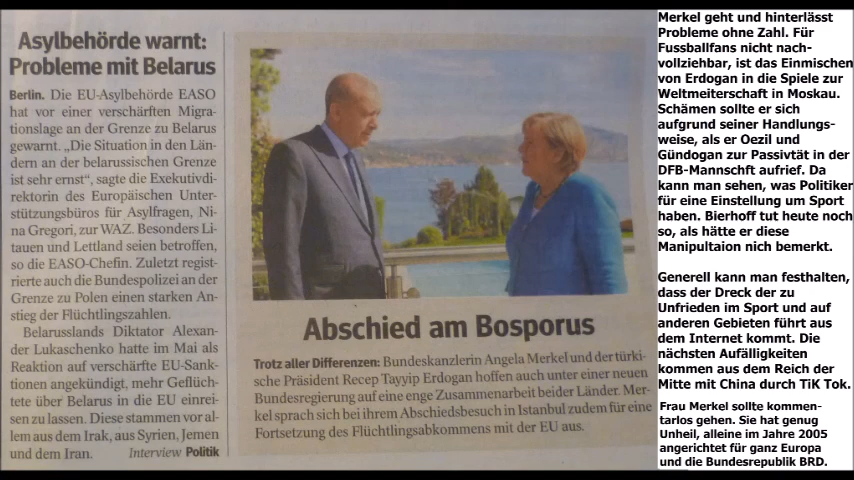 Asylbehörde warnt:
Probleme mit Belarus
Berlin. Die EU-Asylbehörde EASO
hat vor einer verschärften Migra-
tionslage an der Grenze zu Belarus
gewarnt. „Die Situation in den Län-
dern an der belarussischen Grenze
ist sehr ernst“, sagte die Exekutivdi-
rektorin des Europäischen Unter-
stützungsbüros für Asylfragen, Ni-
na Gregori, zur WAZ. Besonders Li-
tauen und Lettland seien betroffen,
so die EASO-Chefin. Zuletzt regist-
rierte auch die Bundespolizei an der
Grenze zu Polen einen starken An-
stieg der Flüchtlingszahlen.
Belarusslands Diktator Alexan-
der Lukaschenko hatte im Mai als
Reaktion auf verschärfte EU-Sank-
tionen angekündigt, mehr Geflüch-
tete über Belarus in die EU einrei-
sen zu lassen. Diese stammen vor al-
lem aus dem Irak, aus Syrien, Jemen
und dem Iran. Interview Politik
Abschied am Bosporus
Trotz aller Differenzen: Bundeskanzlerin Angela Merkel und der türki-
sche Präsident Recep Tayyip Erdogan hoffen auch unter einer neuen
Bundesregierung auf eine enge Zusammenarbeit beider Länder. Mer-
kel sprach sich bei ihrem Abschiedsbesuch in Istanbul zudem für eine
Fortsetzung des Flüchtlingsabkommens mit der EU aus.
Merkel geht und hinterlässt
Probleme ohne Zahl. Für
Fussballfans nicht nach-
vollziehbar, ist das Einmischen
von Erdogan in die Spiele zur
Weltmeiterschaft in Moskau.
Schämen sollte er sich
aufgrund seiner Handlungs-
weise, als er Oezil und
Gündogan zur Passivtät in der
DFB-Mannschft aufrief. Da
kann man sehen, was Politiker
für eine Einstellung um Sport
haben. Bierhoff tut heute noch
so, als hätte er diese
Manipultaion nich bemerkt.
Generell kann man festhalten,
dass der Dreck der zu
Unfrieden im Sport und auf
anderen Gebieten führt aus
dem Internet kommt. Die
nächsten Aufälligkeiten
kommen aus dem Reich der
Mitte mit China durch TiK Tok.
Frau Merkel sollte kommen-
tarlos gehen. Sie hat genug
Unheil, alleine im Jahre 2005
angerichtet für ganz Europa
und die Bundesrepublik BRD.